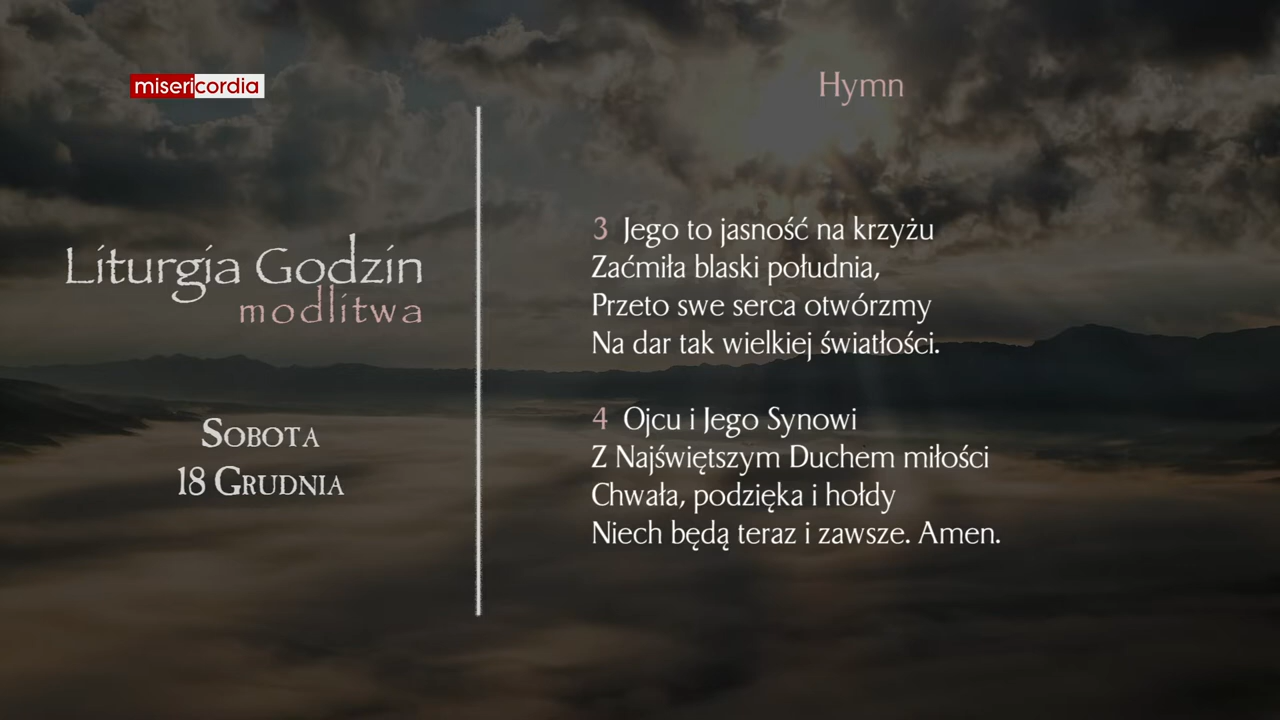 misericordia
Liturgia Godzin
modlitwa
Sobota
18 Grudnia
Hymn
3 Jego to jasność na krzyżu
Zaćmiła blaski południa,
Przeto swe serca otwórzmy
Na dar tak wielkiej światłości.
4 Ojcu i Jego Synowi
Z Najświętszym Duchem miłości
Chwała, podzięka i hołdy
Niech będą teraz i zawsze. Amen.